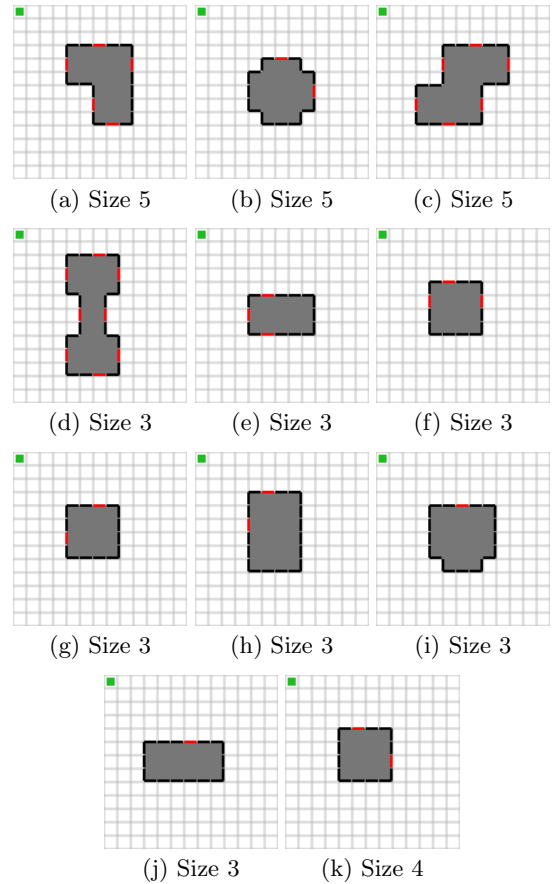 (a) Size 5 (b) Size 5 (c) Size 5
(d) Size 3 (e) Size 3 (f) Size 3
(g) Size 3 (h) Size 3 (i) Size 3
(j) Size 3 (k) Size 4